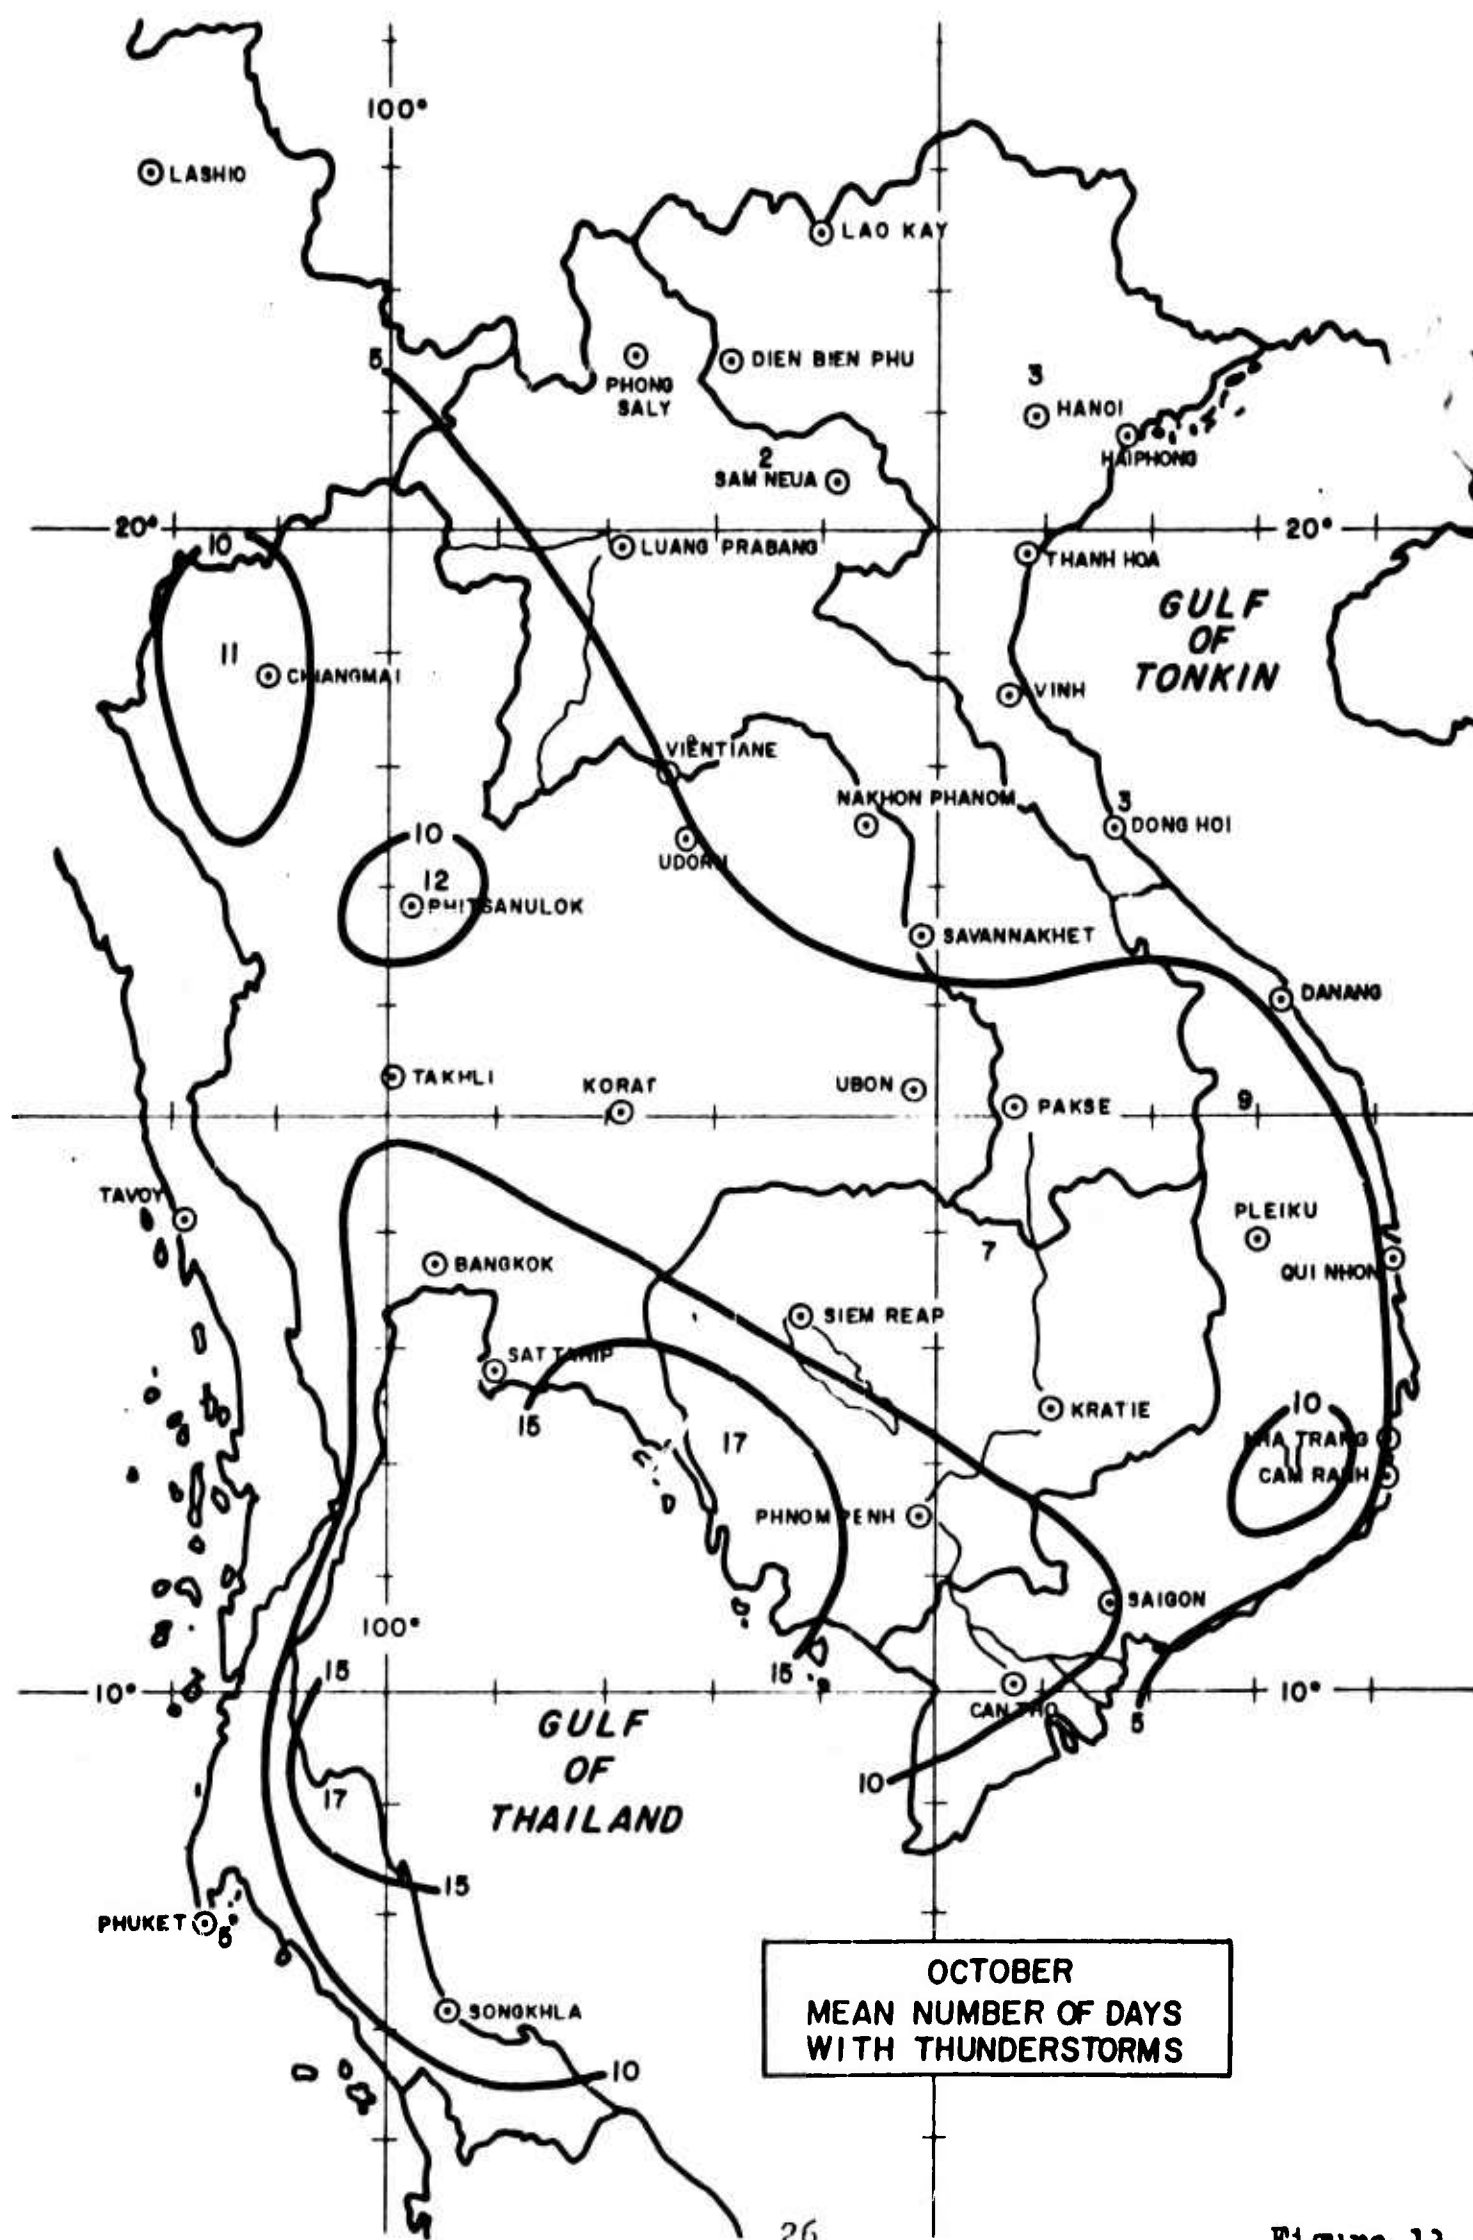 100°
LASHIO
LAO KAY
5
PHONG
SALY
DIEN BIEN PHU
3
HANOI
HAIPHONG
2
SAM NEUA
20°
20°
10
LUANG PRABANG
THANH HOA
GULF
OF
TONKIN
11
CHIANGMAI
VINH
VIENTIANE
NAKHON PHANOM
3
DONG HOI
10
UDORN
12
PHITSANULOK
SAVANNAKHET
DANANG
TAKHLI
KORAT
UBON
PAKSE
9
TAVOY
PLEIKU
7
BANGKOK
QUI NHON
SIEM REAP
SATTAHIP
15
17
KRATIE
10
NHA TRANG
11
CAM RANH
PHNOM PENH
SAIGON
100°
15
15
10°
10°
CAN THO
5
GULF
OF
THAILAND
10
17
15
PHUKET
5
OCTOBER
MEAN NUMBER OF DAYS
WITH THUNDERSTORMS
SONGKHLA
10
26